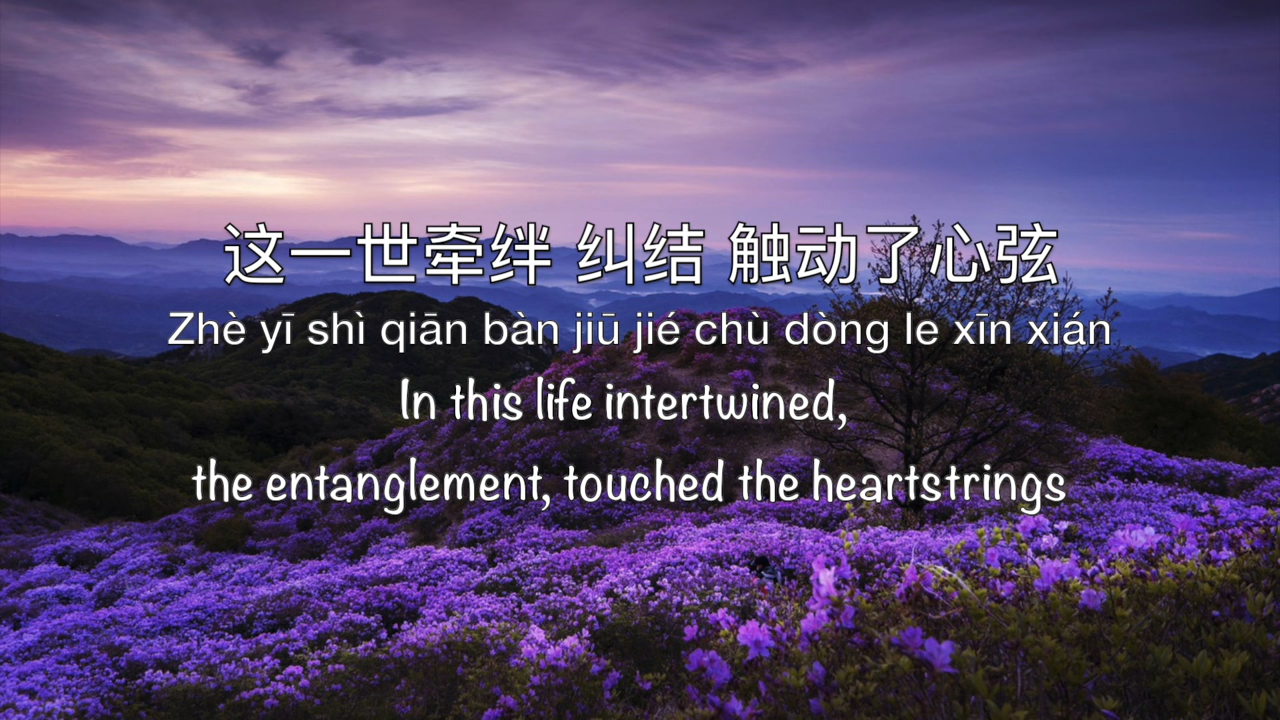 这一世牵绊 纠结 触动了心弦
Zhè yī shì qiān bàn jiū jié chù dòng le xīn xián
In this life intertwined,
the entanglement, touched the heartstrings